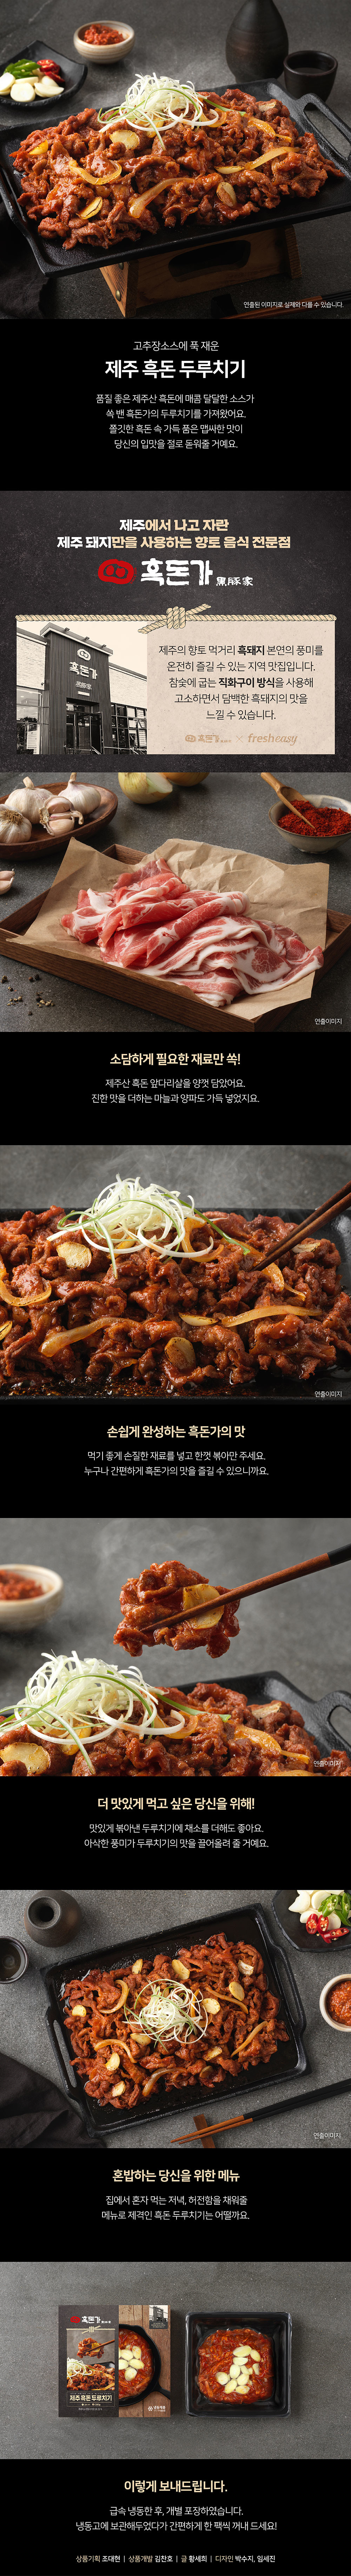 연출된 이미지로 실제와 다를 수 있습니다.
고추장소스에 푹 재운
제주 흑돈 두루치기
품질 좋은 제주산 흑돈에 매콤 달달한 소스가
쏙 밴 흑돈가의 두루치기를 가져왔어요.
쫄깃한 흑돈 속 가득 품은 맵싸한 맛이
당신의 입맛을 절로 돋워줄 거예요.
제주에서 나고 자란
제주 돼지만을 사용하는 향토 음식 전문점
흑돈가 黑豚家
흑돈가
제주의 향토 먹거리 흑돼지 본연의 풍미를
온전히 즐길 수 있는 지역 맛집입니다.
참숯에 굽는 직화구이 방식을 사용해
고소하면서 담백한 흑돼지의 맛을
느낄 수 있습니다.
흑돈가 × fresheasy
연출이미지
소담하게 필요한 재료만 쏙!
제주산 흑돈 앞다리살을 양껏 담았어요.
진한 맛을 더하는 마늘과 양파도 가득 넣었지요.
연출이미지
손쉽게 완성하는 흑돈가의 맛
먹기 좋게 손질한 재료를 넣고 한껏 볶아만 주세요.
누구나 간편하게 흑돈가의 맛을 즐길 수 있으니까요.
연출이미지
더 맛있게 먹고 싶은 당신을 위해!
맛있게 볶아낸 두루치기에 채소를 더해도 좋아요.
아삭한 풍미가 두루치기의 맛을 끌어올려 줄 거예요.
연출이미지
혼밥하는 당신을 위한 메뉴
집에서 혼자 먹는 저녁, 허전함을 채워줄
메뉴로 제격인 흑돈 두루치기는 어떨까요.
흑돈가
제주 흑돈 두루치기
이렇게 보내드립니다.
급속 냉동한 후, 개별 포장하였습니다.
냉동고에 보관해두었다가 간편하게 한 팩씩 꺼내 드세요!
상품기획 조대현 | 상품개발 김찬호 | 글 황세희 | 디자인 박수지, 임세진